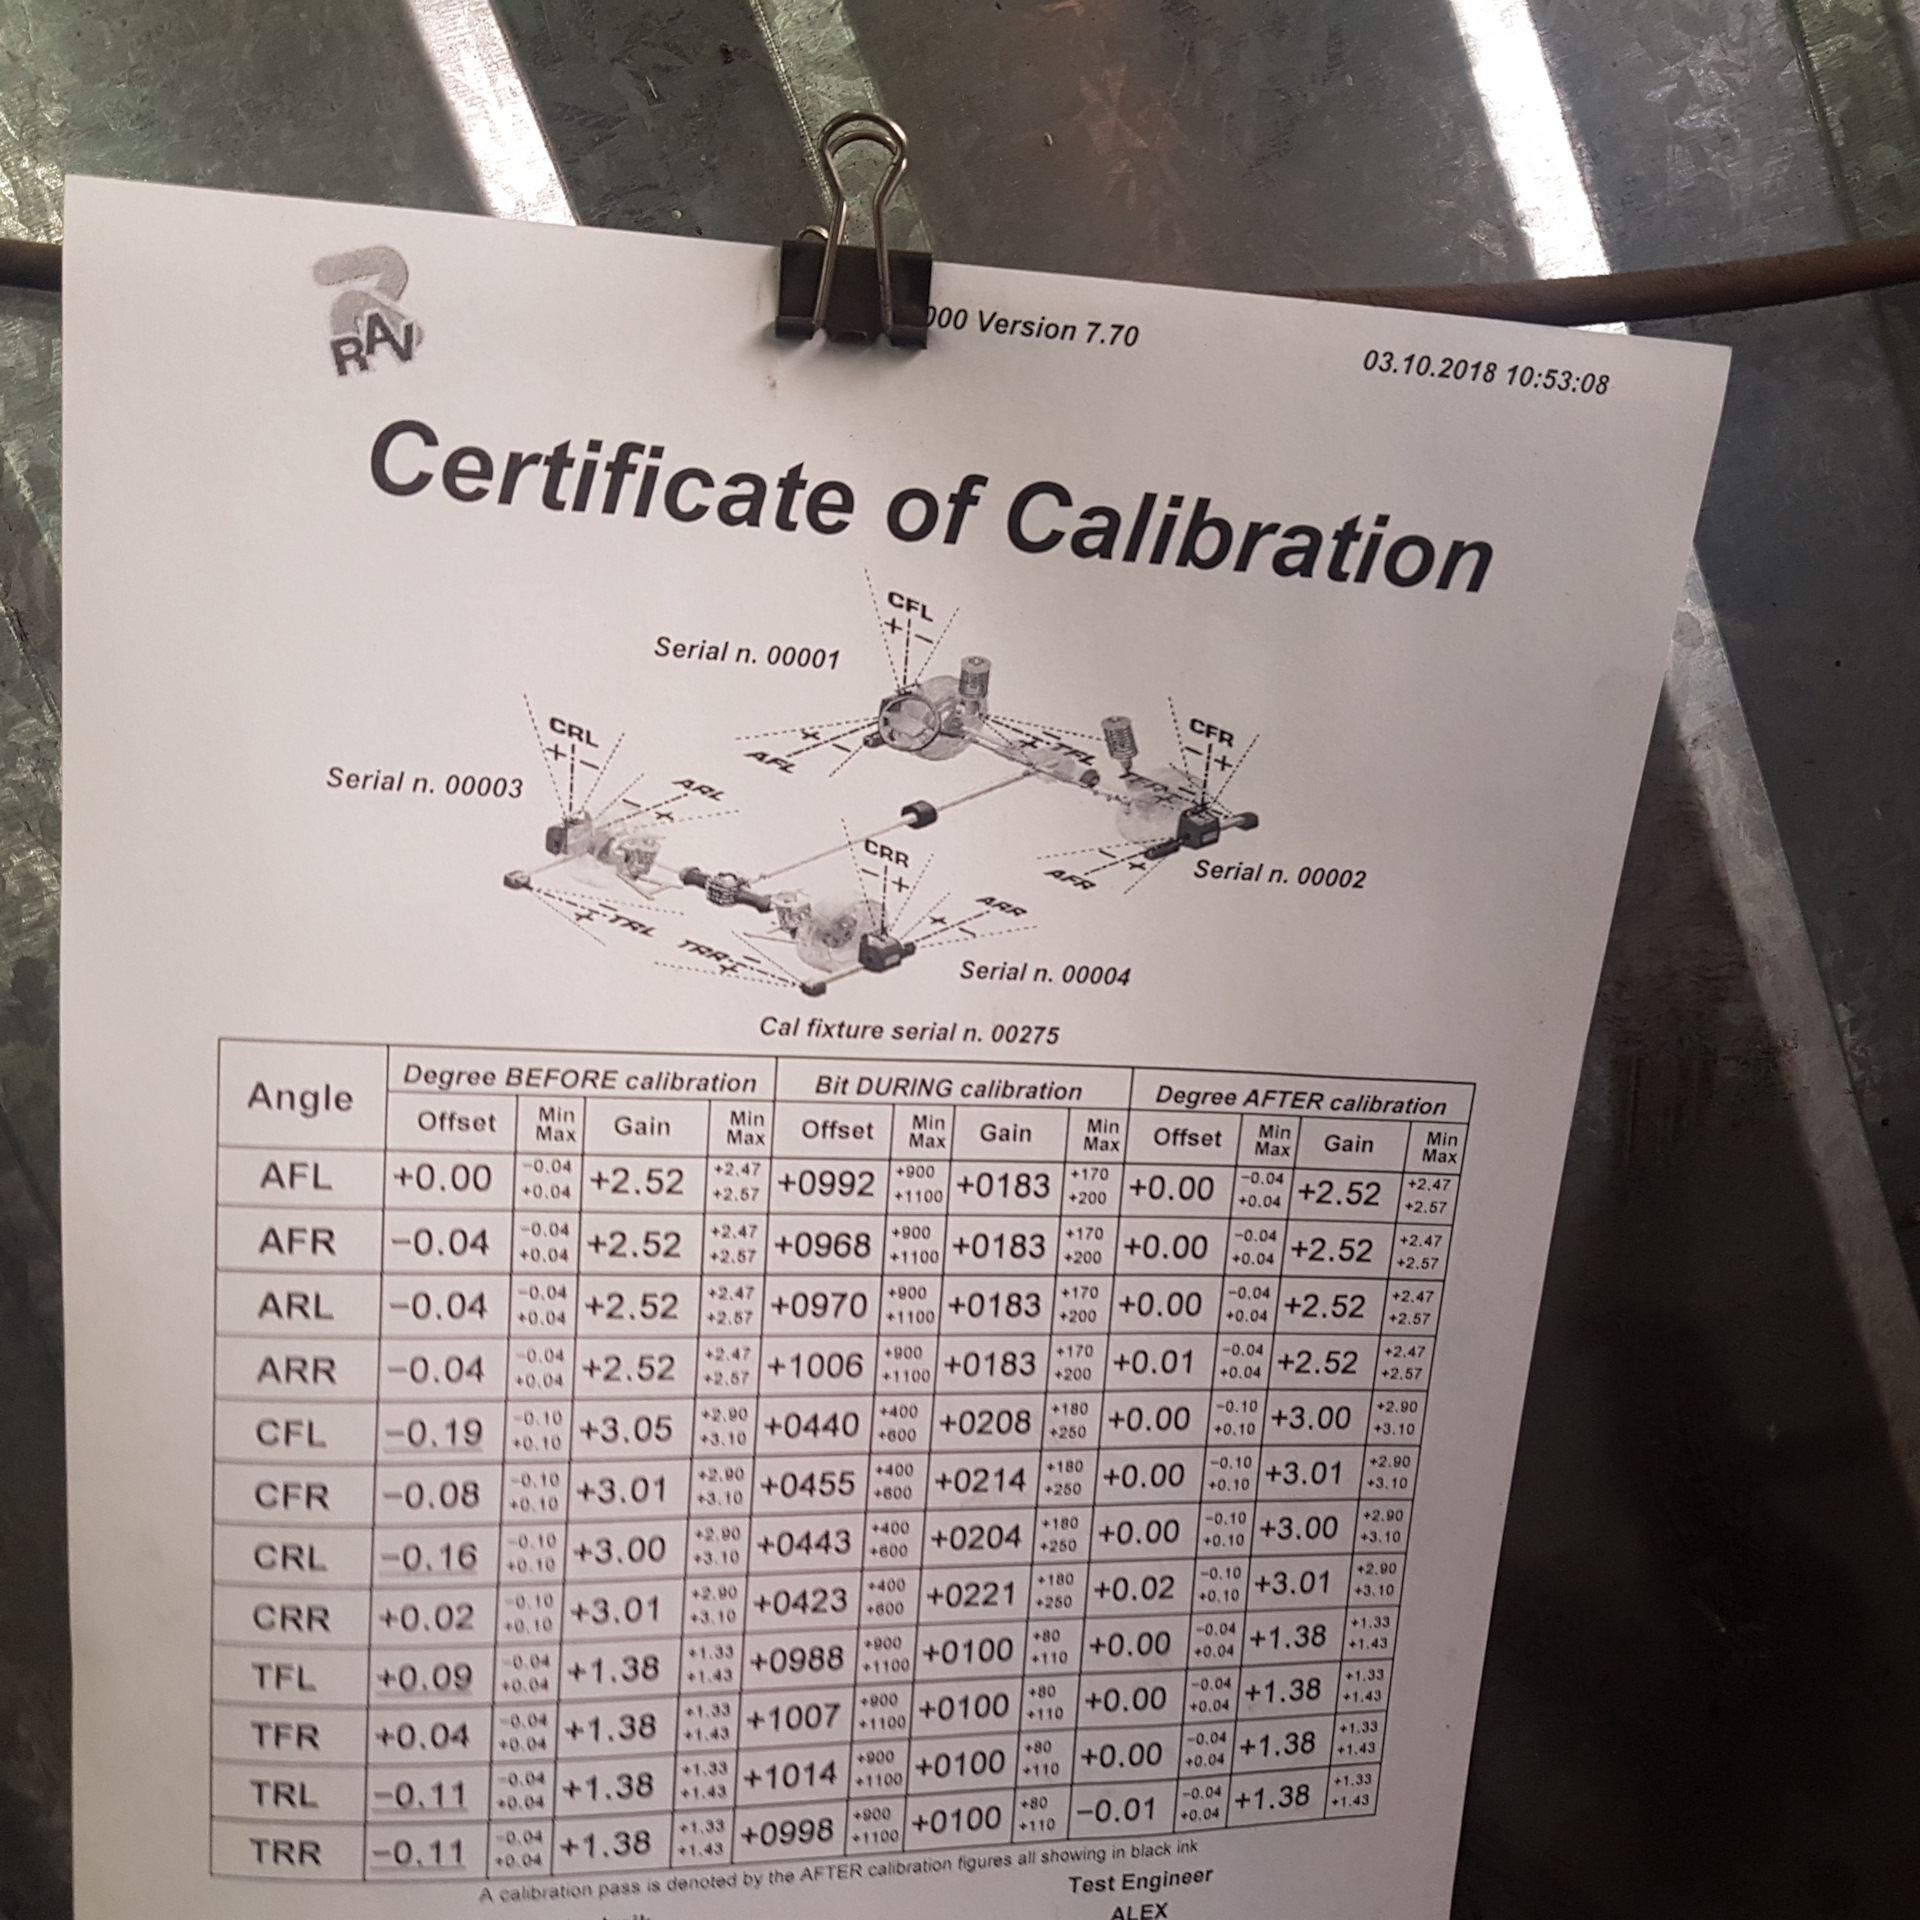 RAV
000 Version 7.70
03.10.2018 10:53:08
Certificate of Calibration
CFL
+ −
Serial n. 00001
CRL
+ −
CFR
− +
+ −
AFL
+ TFL
Serial n. 00003
ARL
− +
CRR
− +
− +
AFR
Serial n. 00002
ARR
+ −
− + TRL
TRR − +
Serial n. 00004
Cal fixture serial n. 00275
Angle Degree BEFORE calibration Bit DURING calibration Degree AFTER calibration
Offset Min Max Gain Min Max Offset Min Max Gain Min Max Offset Min Max Gain Min Max
AFL +0.00 −0.04 +0.04 +2.52 +2.47 +2.57 +0992 +900 +1100 +0183 +170 +200 +0.00 −0.04 +0.04 +2.52 +2.47 +2.57
AFR −0.04 −0.04 +0.04 +2.52 +2.47 +2.57 +0968 +900 +1100 +0183 +170 +200 +0.00 −0.04 +0.04 +2.52 +2.47 +2.57
ARL −0.04 −0.04 +0.04 +2.52 +2.47 +2.57 +0970 +900 +1100 +0183 +170 +200 +0.00 −0.04 +0.04 +2.52 +2.47 +2.57
ARR −0.04 −0.04 +0.04 +2.52 +2.47 +2.57 +1006 +900 +1100 +0183 +170 +200 +0.01 −0.04 +0.04 +2.52 +2.47 +2.57
CFL −0.19 −0.10 +0.10 +3.05 +2.90 +3.10 +0440 +400 +600 +0208 +180 +250 +0.00 −0.10 +0.10 +3.00 +2.90 +3.10
CFR −0.08 −0.10 +0.10 +3.01 +2.90 +3.10 +0455 +400 +600 +0214 +180 +250 +0.00 −0.10 +0.10 +3.01 +2.90 +3.10
CRL −0.16 −0.10 +0.10 +3.00 +2.90 +3.10 +0443 +400 +600 +0204 +180 +250 +0.00 −0.10 +0.10 +3.00 +2.90 +3.10
CRR +0.02 −0.10 +0.10 +3.01 +2.90 +3.10 +0423 +400 +600 +0221 +180 +250 +0.02 −0.10 +0.10 +3.01 +2.90 +3.10
TFL +0.09 −0.04 +0.04 +1.38 +1.33 +1.43 +0988 +900 +1100 +0100 +80 +110 +0.00 −0.04 +0.04 +1.38 +1.33 +1.43
TFR +0.04 −0.04 +0.04 +1.38 +1.33 +1.43 +1007 +900 +1100 +0100 +80 +110 +0.00 −0.04 +0.04 +1.38 +1.33 +1.43
TRL −0.11 −0.04 +0.04 +1.38 +1.33 +1.43 +1014 +900 +1100 +0100 +80 +110 +0.00 −0.04 +0.04 +1.38 +1.33 +1.43
TRR −0.11 −0.04 +0.04 +1.38 +1.33 +1.43 +0998 +900 +1100 +0100 +80 +110 −0.01 −0.04 +0.04 +1.38 +1.33 +1.43
A calibration pass is denoted by the AFTER calibration figures all showing in black ink
Test Engineer
ALEX